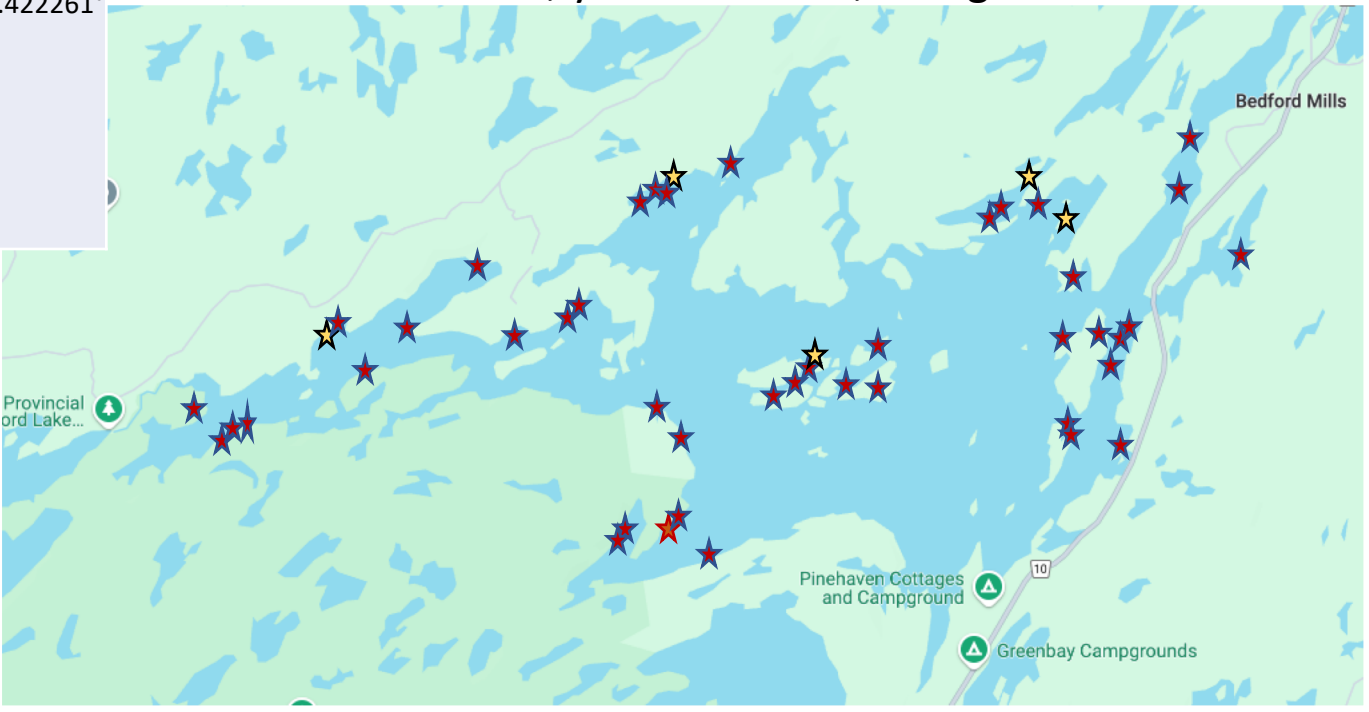 .422261
Bedford Mills
Provincial
ord Lake...
10
Pinehaven Cottages
and Campground
Greenbay Campgrounds